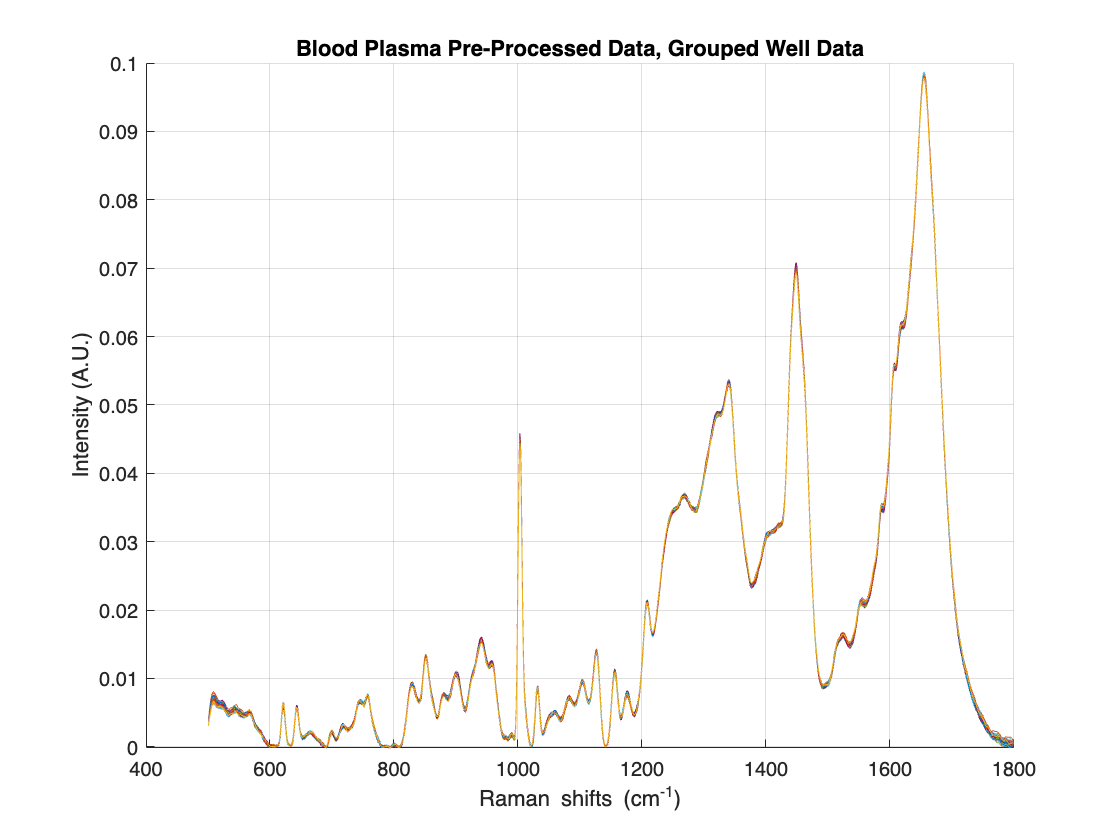 Blood Plasma Pre-Processed Data, Grouped Well Data
0.1
0.09
0.08
0.07
0.06
0.05
0.04
0.03
0.02
0.01
0
Intensity (A.U.)
400 600 800 1000 1200 1400 1600 1800
Raman shifts (cm⁻¹)